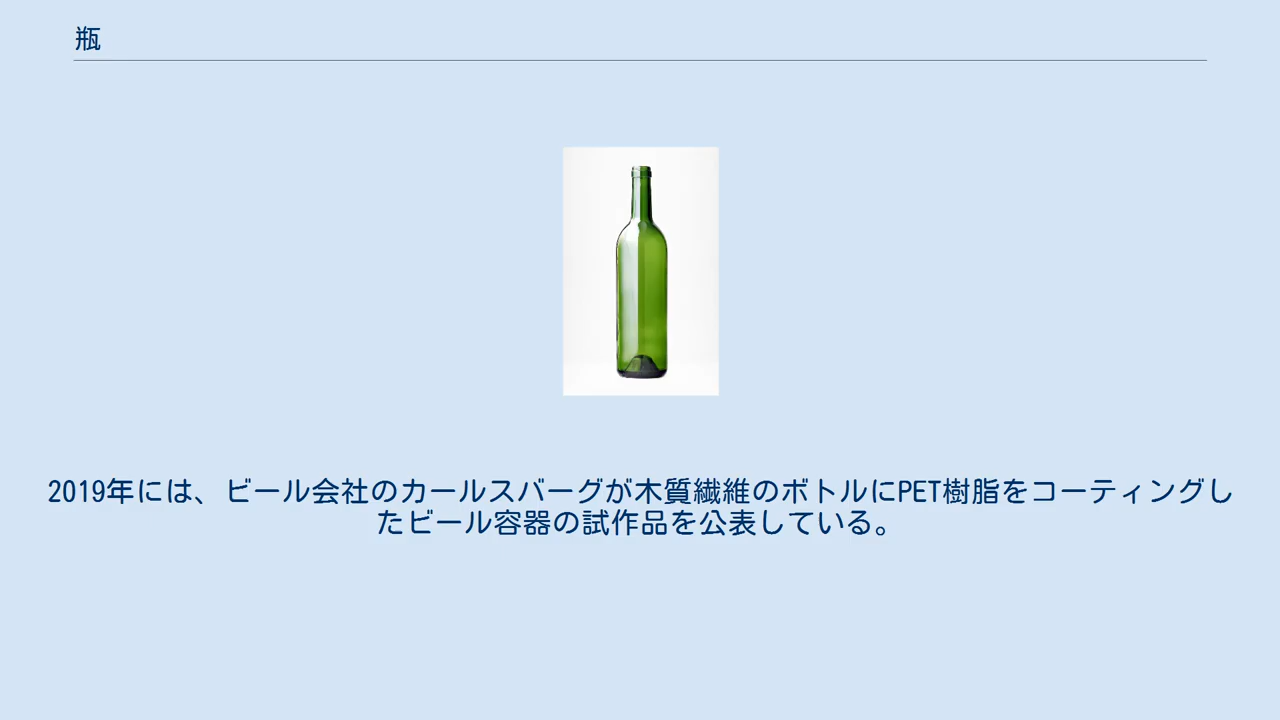 瓶
2019年には、ビール会社のカールスバーグが木質繊維のボトルにPET樹脂をコーティングし
たビール容器の試作品を公表している。